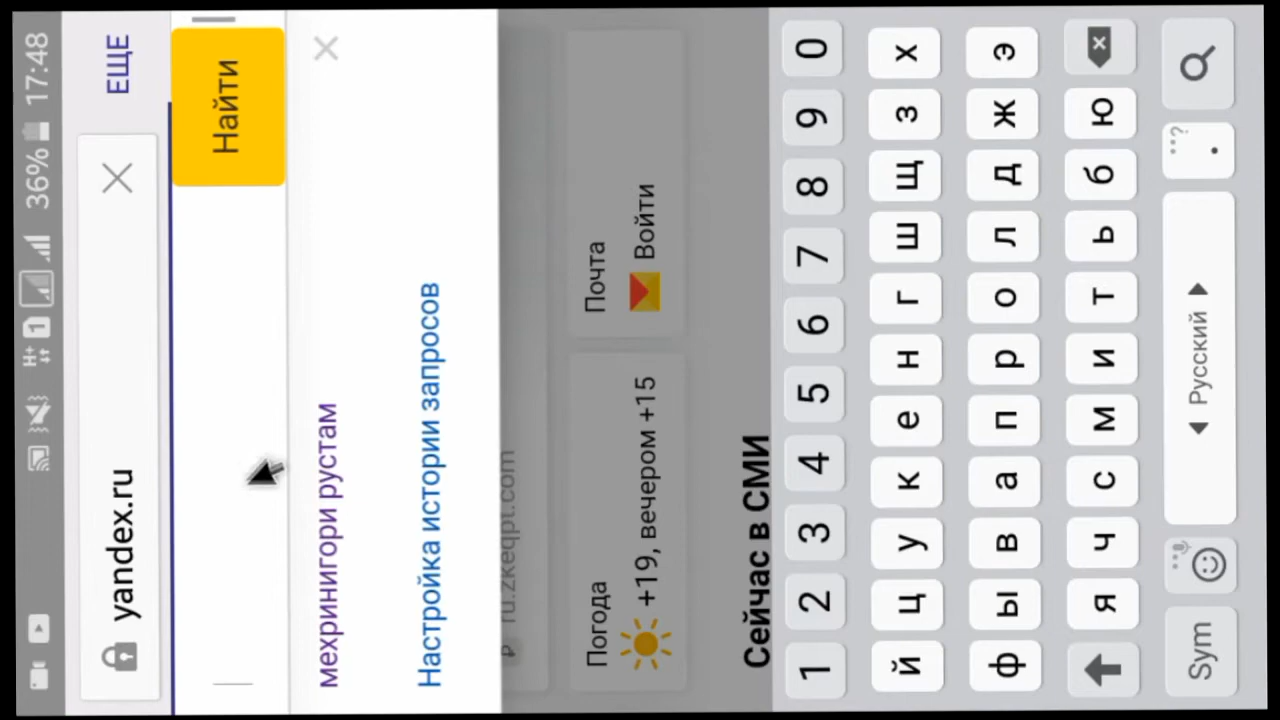 H+ 1 36% 17:48
yandex.ru
ЕЩЕ
Найти
мехринигори рустам
Настройка истории запросов
ru.zkeqpt.com
Погода
+19, вечером +15
Почта
Войти
Сейчас в СМИ
1 2 3 4 5 6 7 8 9 0
й ц у к е н г ш щ з х
ф ы в а п р о л д ж э
я ч с м и т ь б ю
Sym Русский . ..?